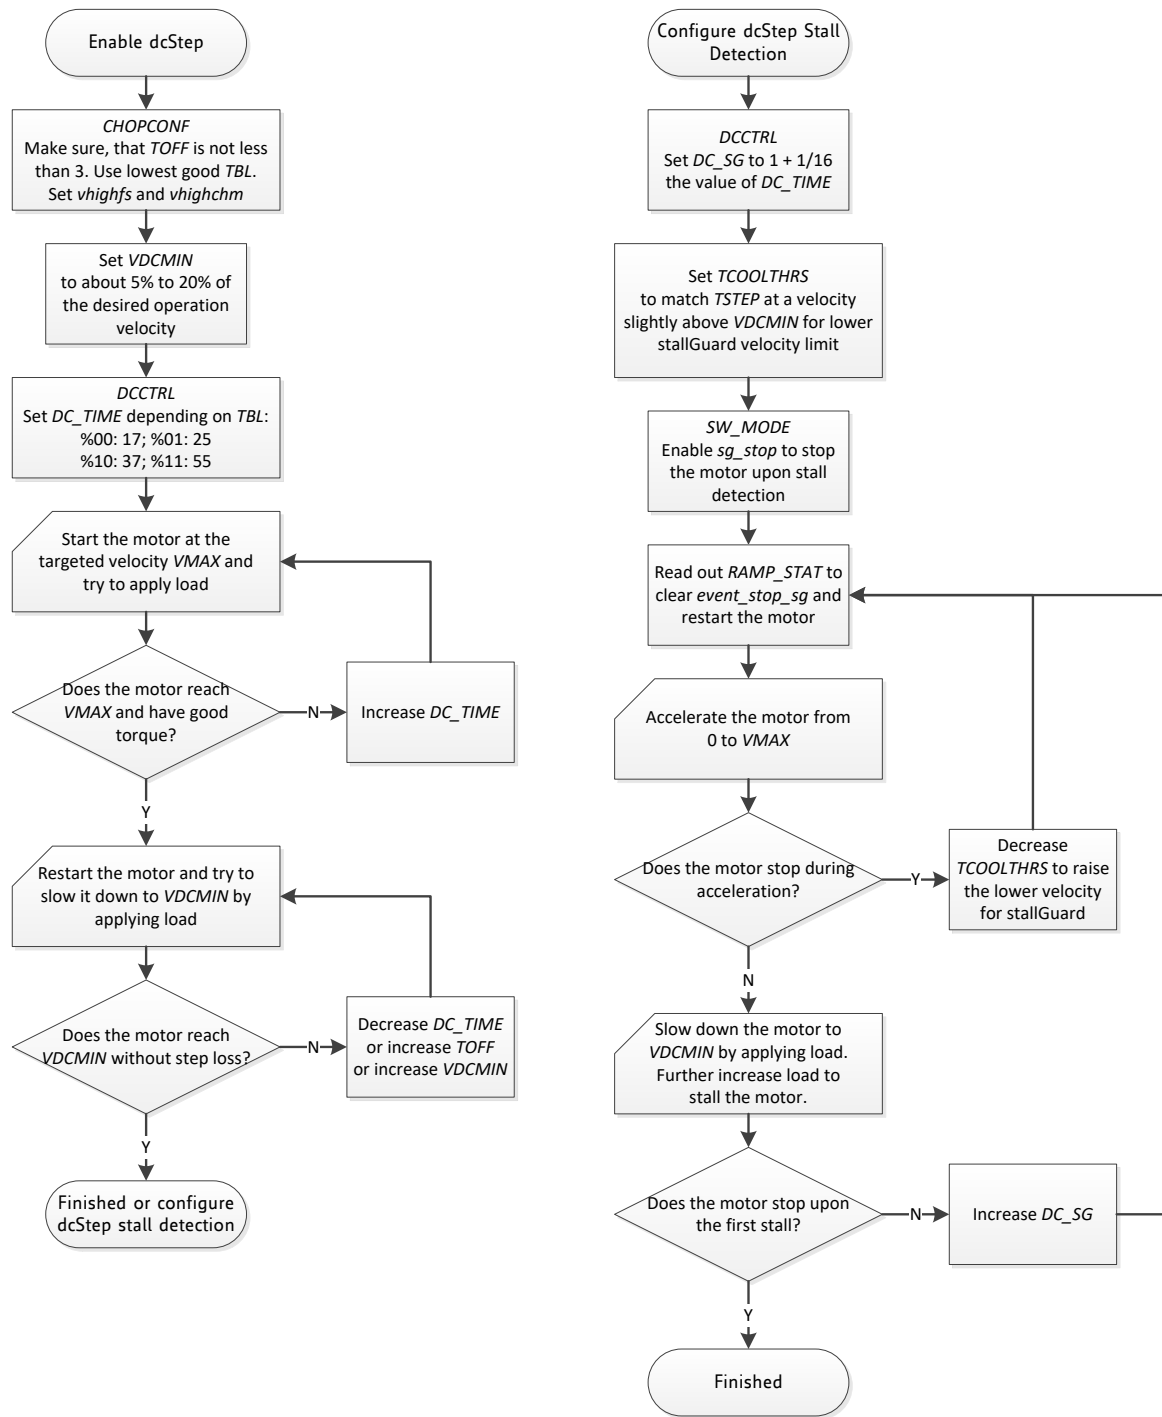 Enable dcStep
CHOPCONF
Make sure, that TOFF is not less
than 3. Use lowest good TBL.
Set vhighfs and vhighchm
Set VDCMIN
to about 5% to 20% of
the desired operation
velocity
DCCTRL
Set DC_TIME depending on TBL:
%00: 17; %01: 25
%10: 37; %11: 55
Start the motor at the
targeted velocity VMAX and
try to apply load
Does the motor reach
VMAX and have good
torque?
N
Increase DC_TIME
Y
Restart the motor and try to
slow it down to VDCMIN by
applying load
Does the motor reach
VDCMIN without step loss?
N
Decrease DC_TIME
or increase TOFF
or increase VDCMIN
Y
Finished or configure
dcStep stall detection
Configure dcStep Stall
Detection
DCCTRL
Set DC_SG to 1 + 1/16
the value of DC_TIME
Set TCOOLTHRS
to match TSTEP at a velocity
slightly above VDCMIN for lower
stallGuard velocity limit
SW_MODE
Enable sg_stop to stop
the motor upon stall
detection
Read out RAMP_STAT to
clear event_stop_sg and
restart the motor
Accelerate the motor from
0 to VMAX
Does the motor stop during
acceleration?
Y
Decrease
TCOOLTHRS to raise
the lower velocity
for stallGuard
N
Slow down the motor to
VDCMIN by applying load.
Further increase load to
stall the motor.
Does the motor stop upon
the first stall?
N
Increase DC_SG
Y
Finished